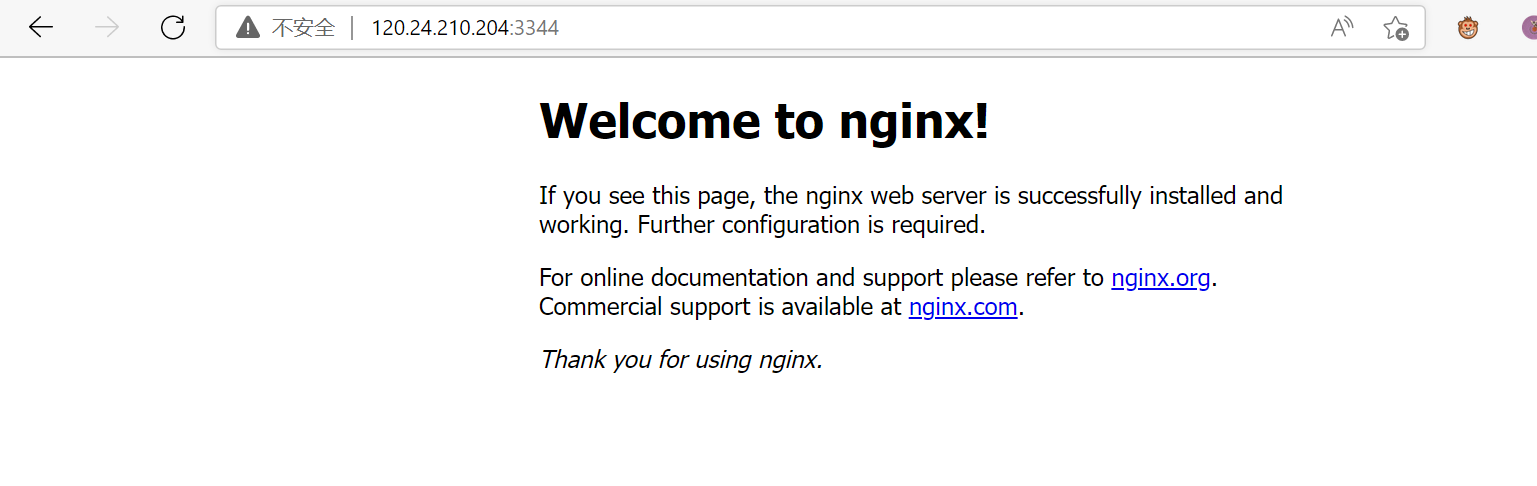 不安全 | 120.24.210.204:3344
Welcome to nginx!
If you see this page, the nginx web server is successfully installed and
working. Further configuration is required.
For online documentation and support please refer to nginx.org.
Commercial support is available at nginx.com.
Thank you for using nginx.